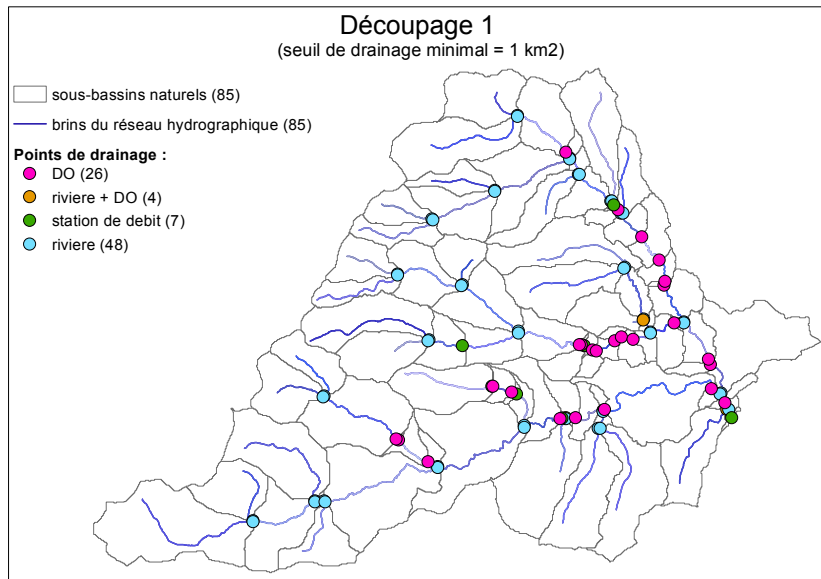 Découpage 1
(seuil de drainage minimal = 1 km2)
sous-bassins naturels (85)
brins du réseau hydrographique (85)
Points de drainage :
DO (26)
riviere + DO (4)
station de debit (7)
riviere (48)